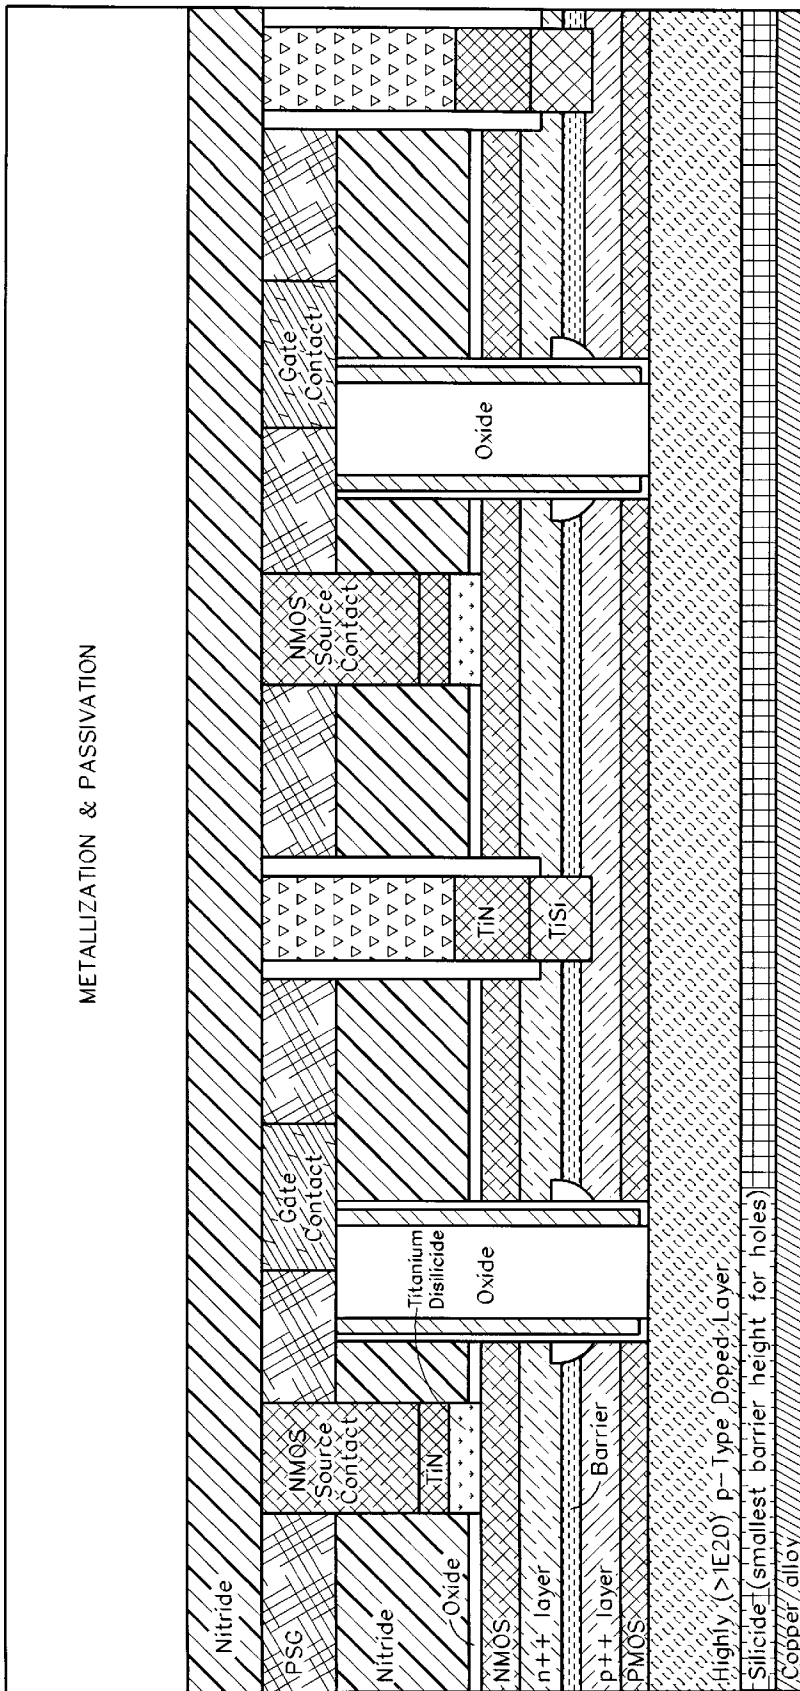 METALLIZATION & PASSIVATION
Nitride
PSG
NMOS
Source
Contact
Gate
Contact
NMOS
Source
Contact
Gate
Contact
Nitride
TiN
Titanium
Disilicide
Oxide
TiN
TiSi
Oxide
Oxide
NMOS
n++ layer
Barrier
p++ layer
PMOS
Highly (>1E20) p-Type Doped Layer
Silicide (smallest barrier height for holes)
Copper alloy